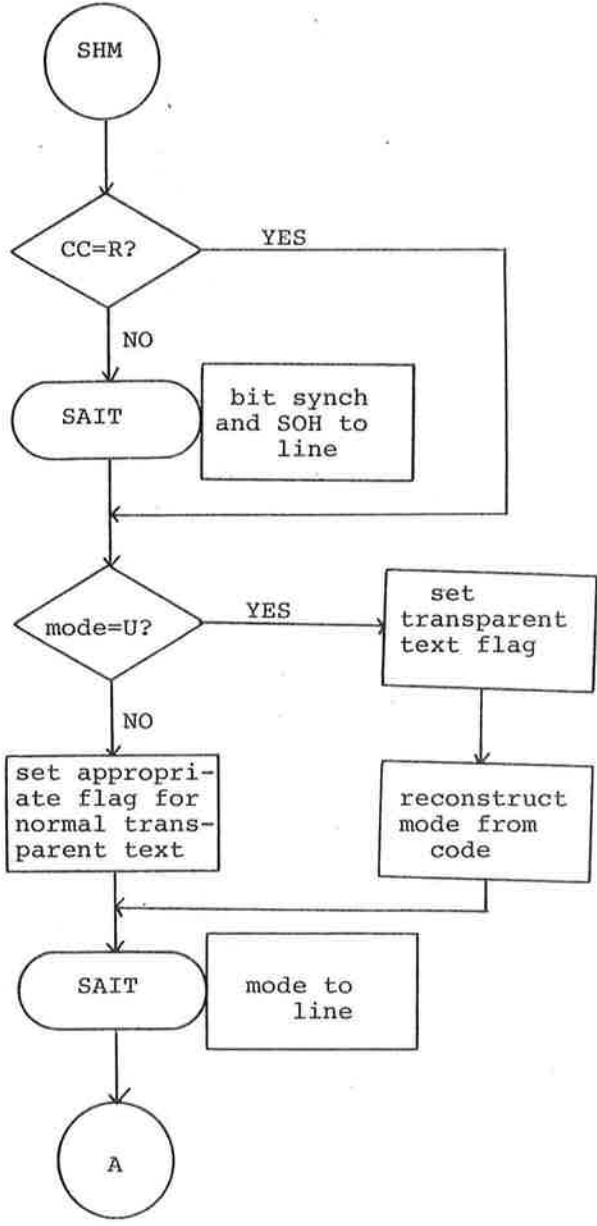 SHM
CC=R?
YES
NO
SAIT
bit synch
and SOH to
line
mode=U?
YES
set
transparent
text flag
NO
set appropri-
ate flag for
normal trans-
parent text
reconstruct
mode from
code
SAIT
mode to
line
A